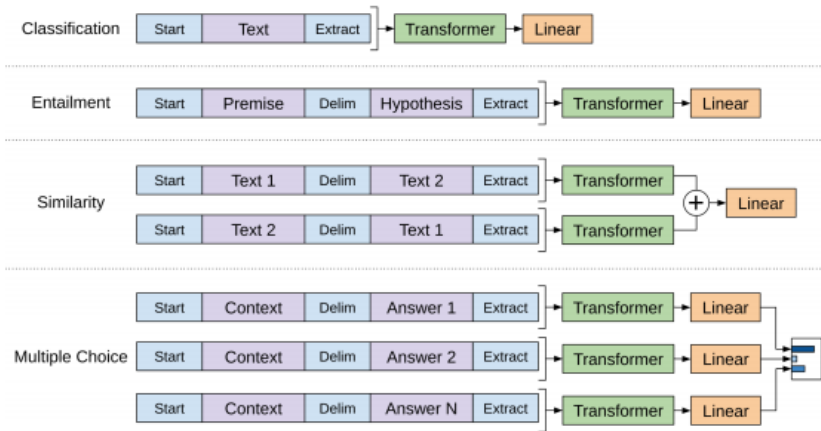 Classification Start Text Extract Transformer Linear
Entailment Start Premise Delim Hypothesis Extract Transformer Linear
Start Text 1 Delim Text 2 Extract Transformer
Similarity + Linear
Start Text 2 Delim Text 1 Extract Transformer
Start Context Delim Answer 1 Extract Transformer Linear
Multiple Choice Start Context Delim Answer 2 Extract Transformer Linear
Start Context Delim Answer N Extract Transformer Linear